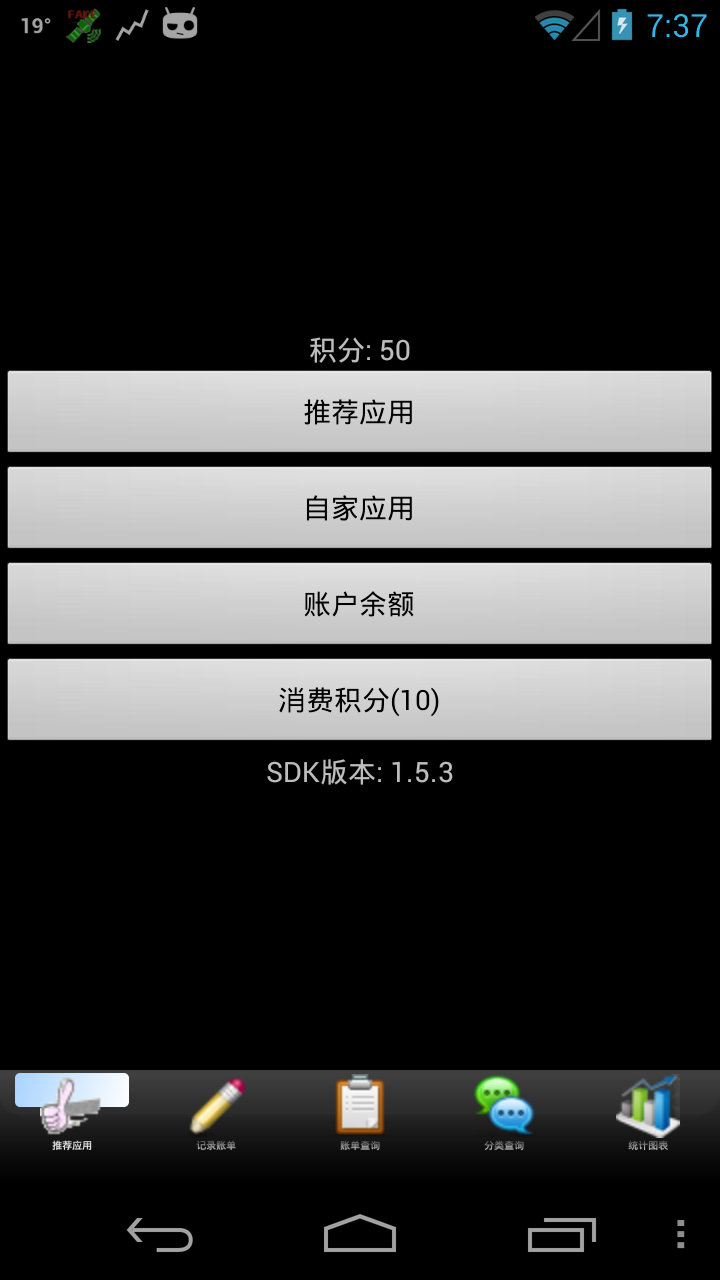 19°
FAKE
7:37
积分: 50
推荐应用
自家应用
账户余额
消费积分(10)
SDK版本: 1.5.3
推荐应用
记录账单
账单查询
分类查询
统计图表